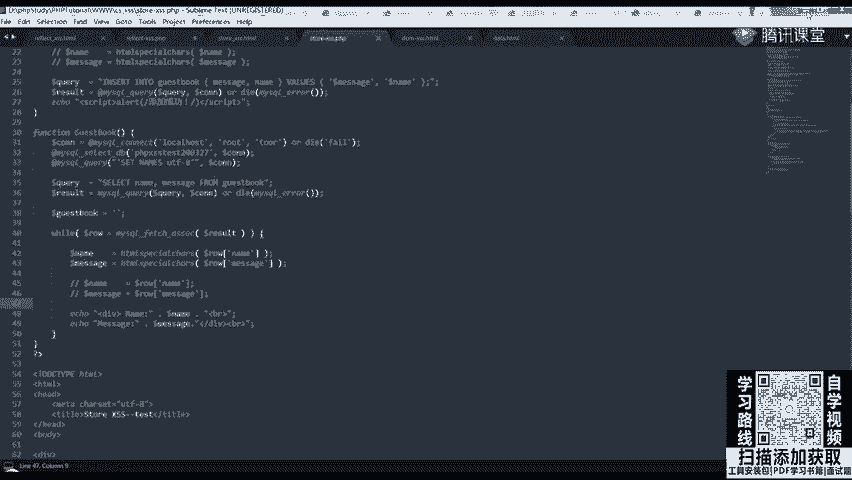 D:\phpStudy\PHPTutorial\WWW\cs_xss\store-xss.php - Sublime Text (UNREGISTERED)
File Edit Selection Find View Goto Tools Project Preferences Help
reflect_xss.html reflect-xss.php store_xss.html store-xss.php dom-xss.html data.html
腾讯课堂
22 // $name = htmlspecialchars( $name );
23 // $message = htmlspecialchars( $message );
24
25 $query = "INSERT INTO guestbook ( message, name ) VALUES ( '$message', '$name' );";
26 $result = @mysql_query($query, $conn) or die(mysql_error());
27 echo "<script>alert(/添加成功！/)</script>";
28 }
29
30 function GuestBook() {
31 $conn = @mysql_connect('localhost', 'root', 'toor') or die('fail');
32 @mysql_select_db('phpxsstest200327', $conn);
33 @mysql_query("'SET NAMES utf-8'", $conn);
34
35 $query = "SELECT name, message FROM guestbook";
36 $result = mysql_query($query, $conn) or die(mysql_error());
37
38 $guestbook = '';
39
40 while( $row = mysql_fetch_assoc( $result ) ) {
41
42 $name = htmlspecialchars( $row['name'] );
43 $message = htmlspecialchars( $row['message'] );
44
45 // $name = $row['name'];
46 // $message = $row['message'];
48 echo "<div> Name:" . $name . "<br>";
49 echo "Message:" . $message."</div><br>";
50 }
51 }
52 ?>
53
54 <!DOCTYPE html>
55 <html>
56 <head>
57 <meta charset="utf-8">
58 <title>Store XSS--test</title>
59 </head>
60 <body>
61
62 <div>
Line 47, Column 9
学习路线
自学视频
扫描添加获取
工具安装包|PDF学习书籍|面试题